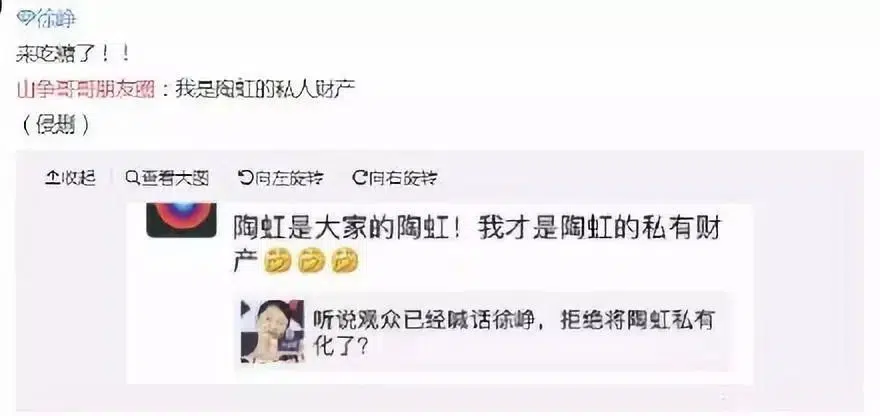 徐峥
来吃糖了！！
山争哥哥朋友圈：我是陶虹的私人财产
（侵删）
收起 查看大图 向左旋转 向右旋转
陶虹是大家的陶虹！我才是陶虹的私有财
产
听说观众已经喊话徐峥，拒绝将陶虹私有
化了？